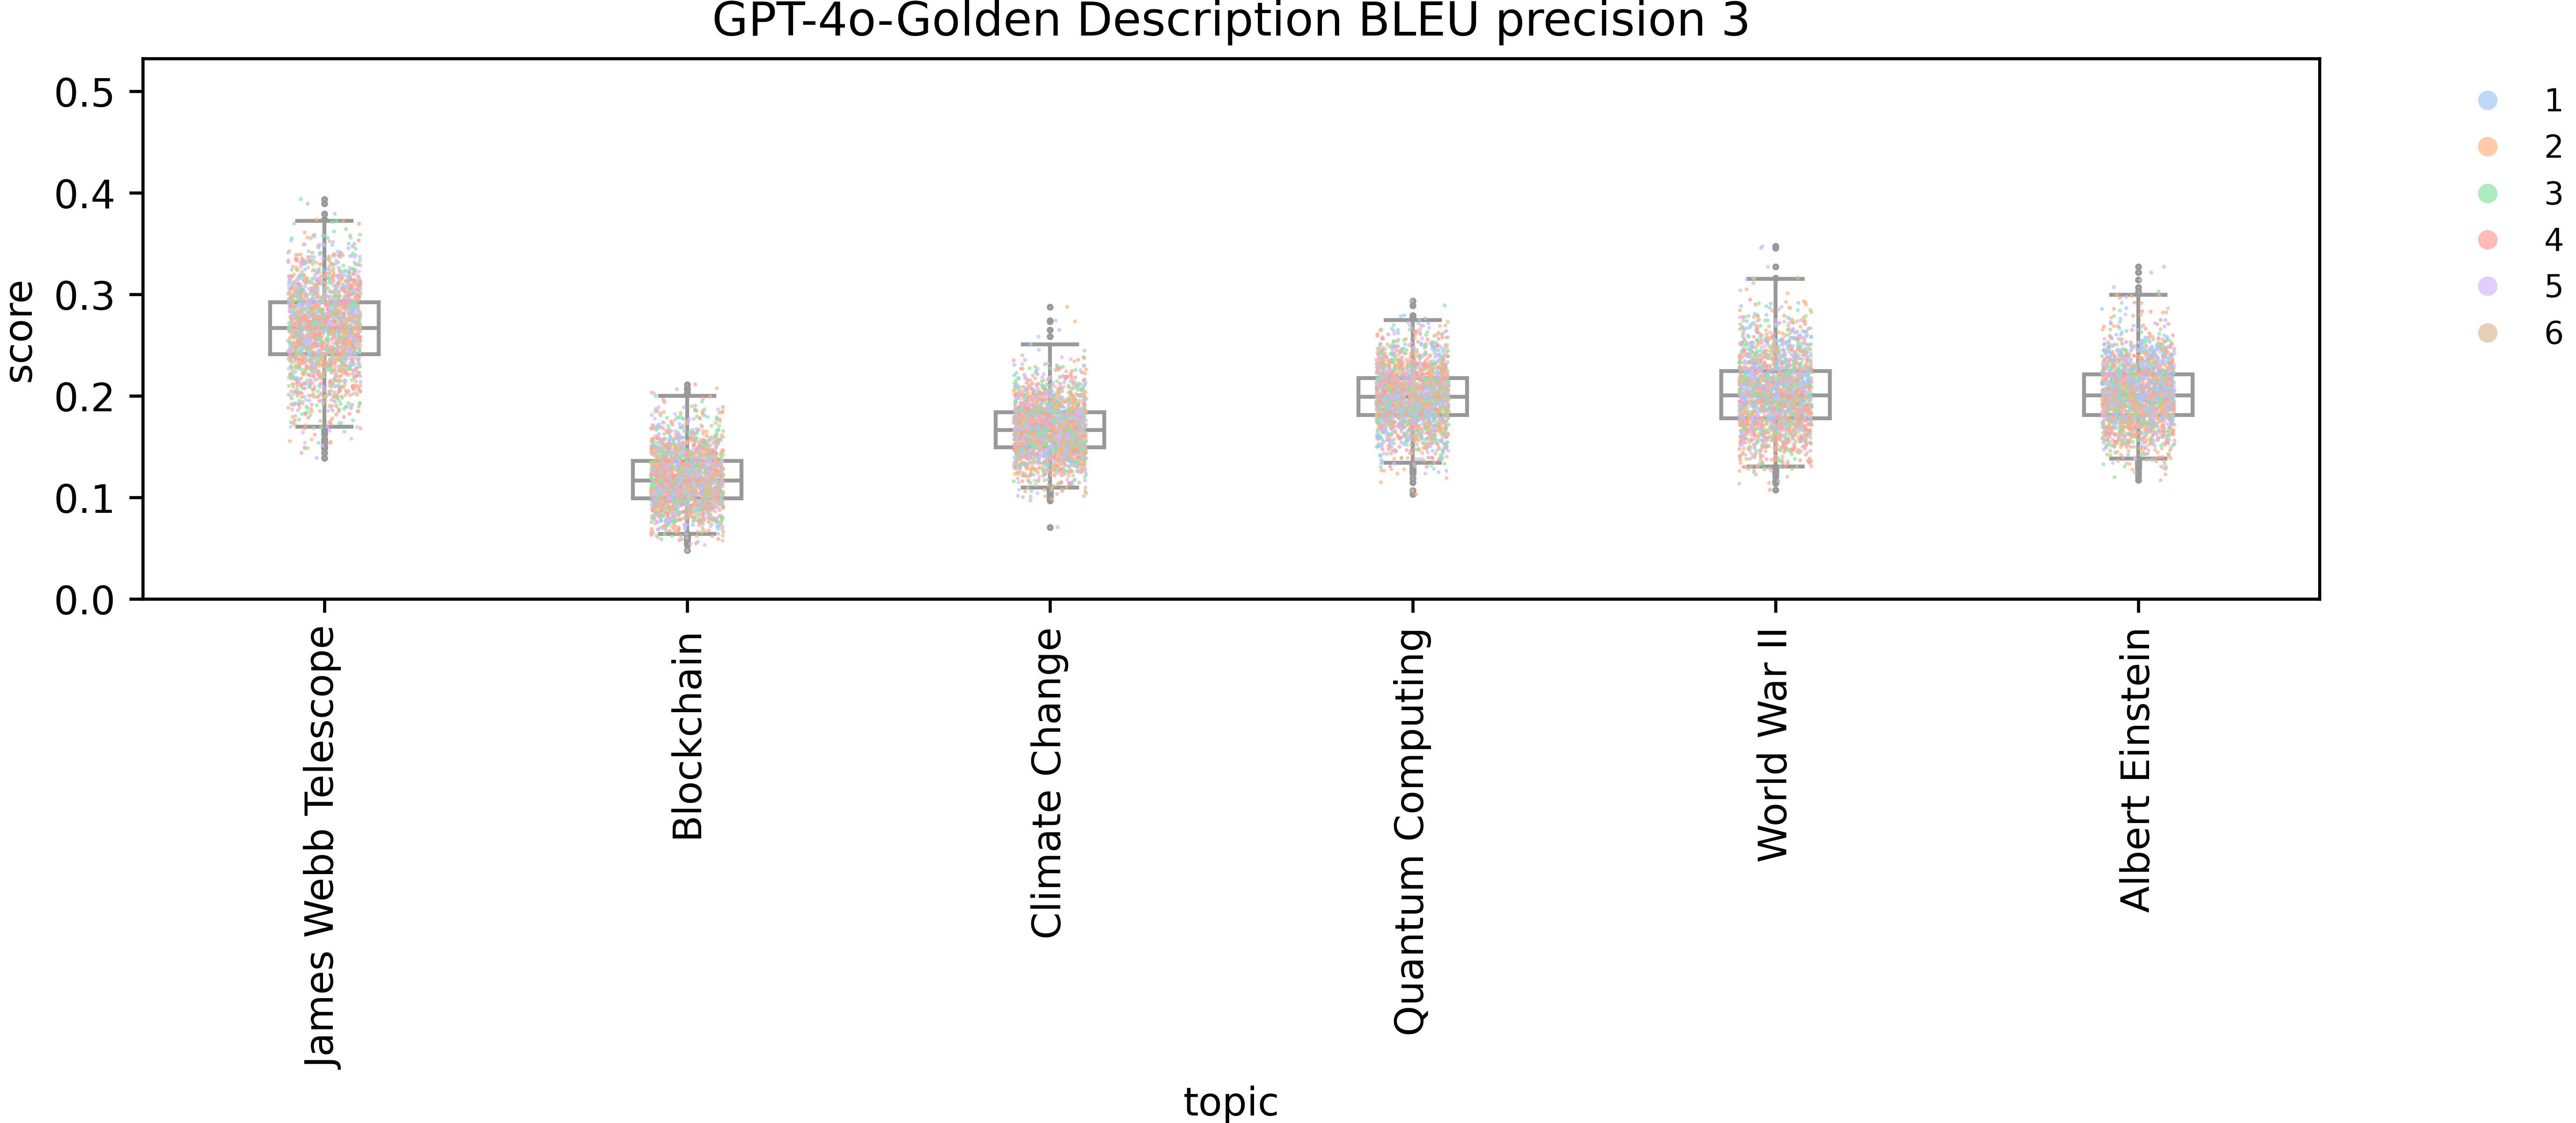 GPT-4o-Golden Description BLEU precision 3
score
0.5
0.4
0.3
0.2
0.1
0.0
James Webb Telescope
Blockchain
Climate Change
Quantum Computing
World War II
Albert Einstein
topic
1
2
3
4
5
6